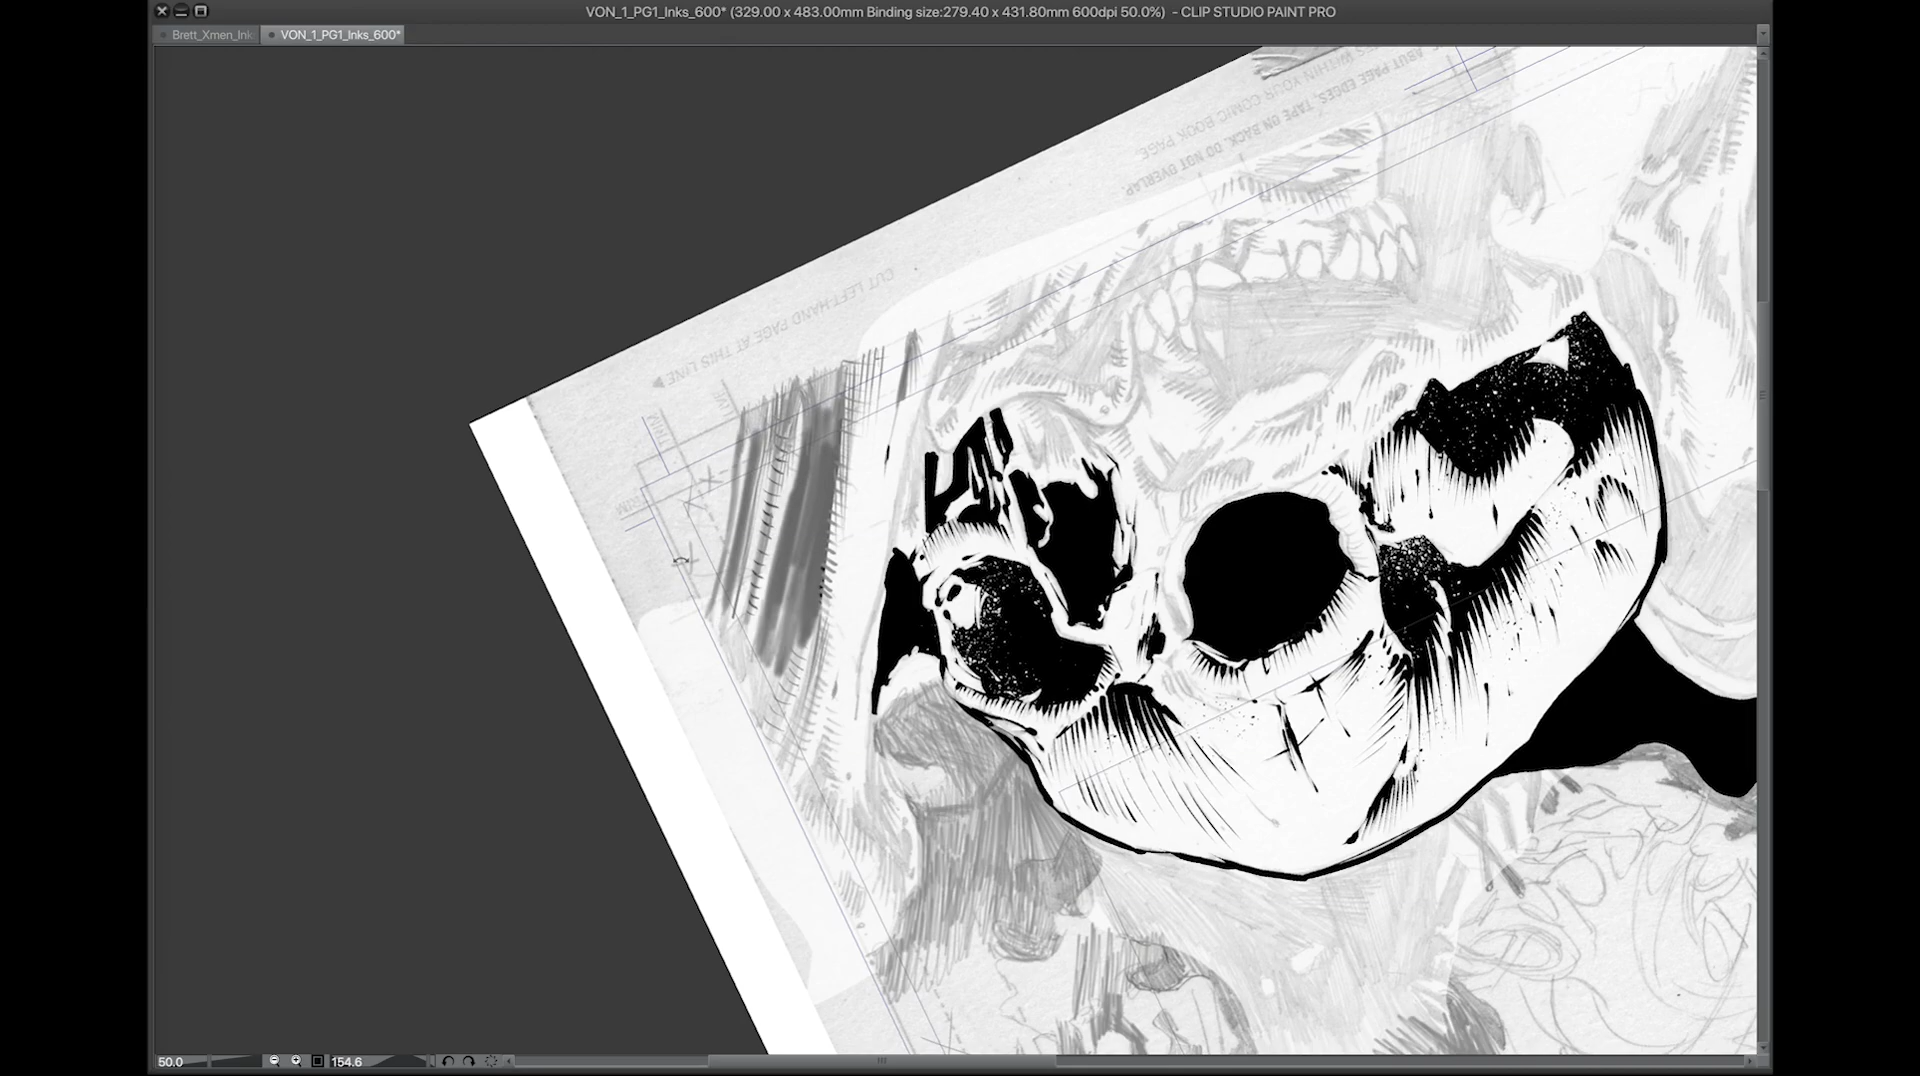 VON_1_PG1_Inks_600* (329.00 x 483.00mm Binding size:279.40 x 431.80mm 600dpi 50.0%) - CLIP STUDIO PAINT PRO
Brett_Xmen_Ink
VON_1_PG1_Inks_600*
ABUT PAGE EDGES. TAPE ON BACK. DO NOT OVERLAP.
WITHIN YOUR COMIC BOOK PAGE
CUT LEFT-HAND PAGE AT THIS LINE
TRIM
50.0
154.6